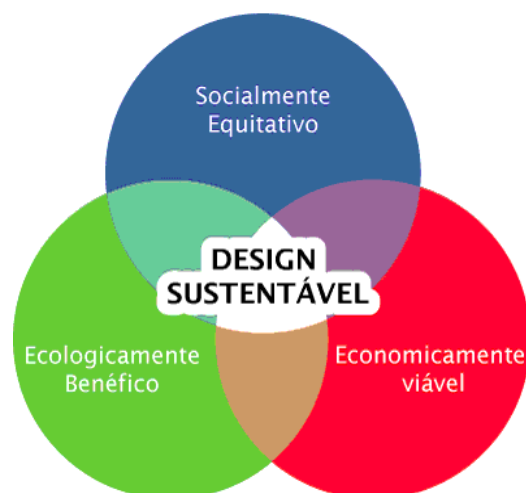 Socialmente
Equitativo
DESIGN
SUSTENTÁVEL
Ecologicamente
Benéfico
Economicamente
viável